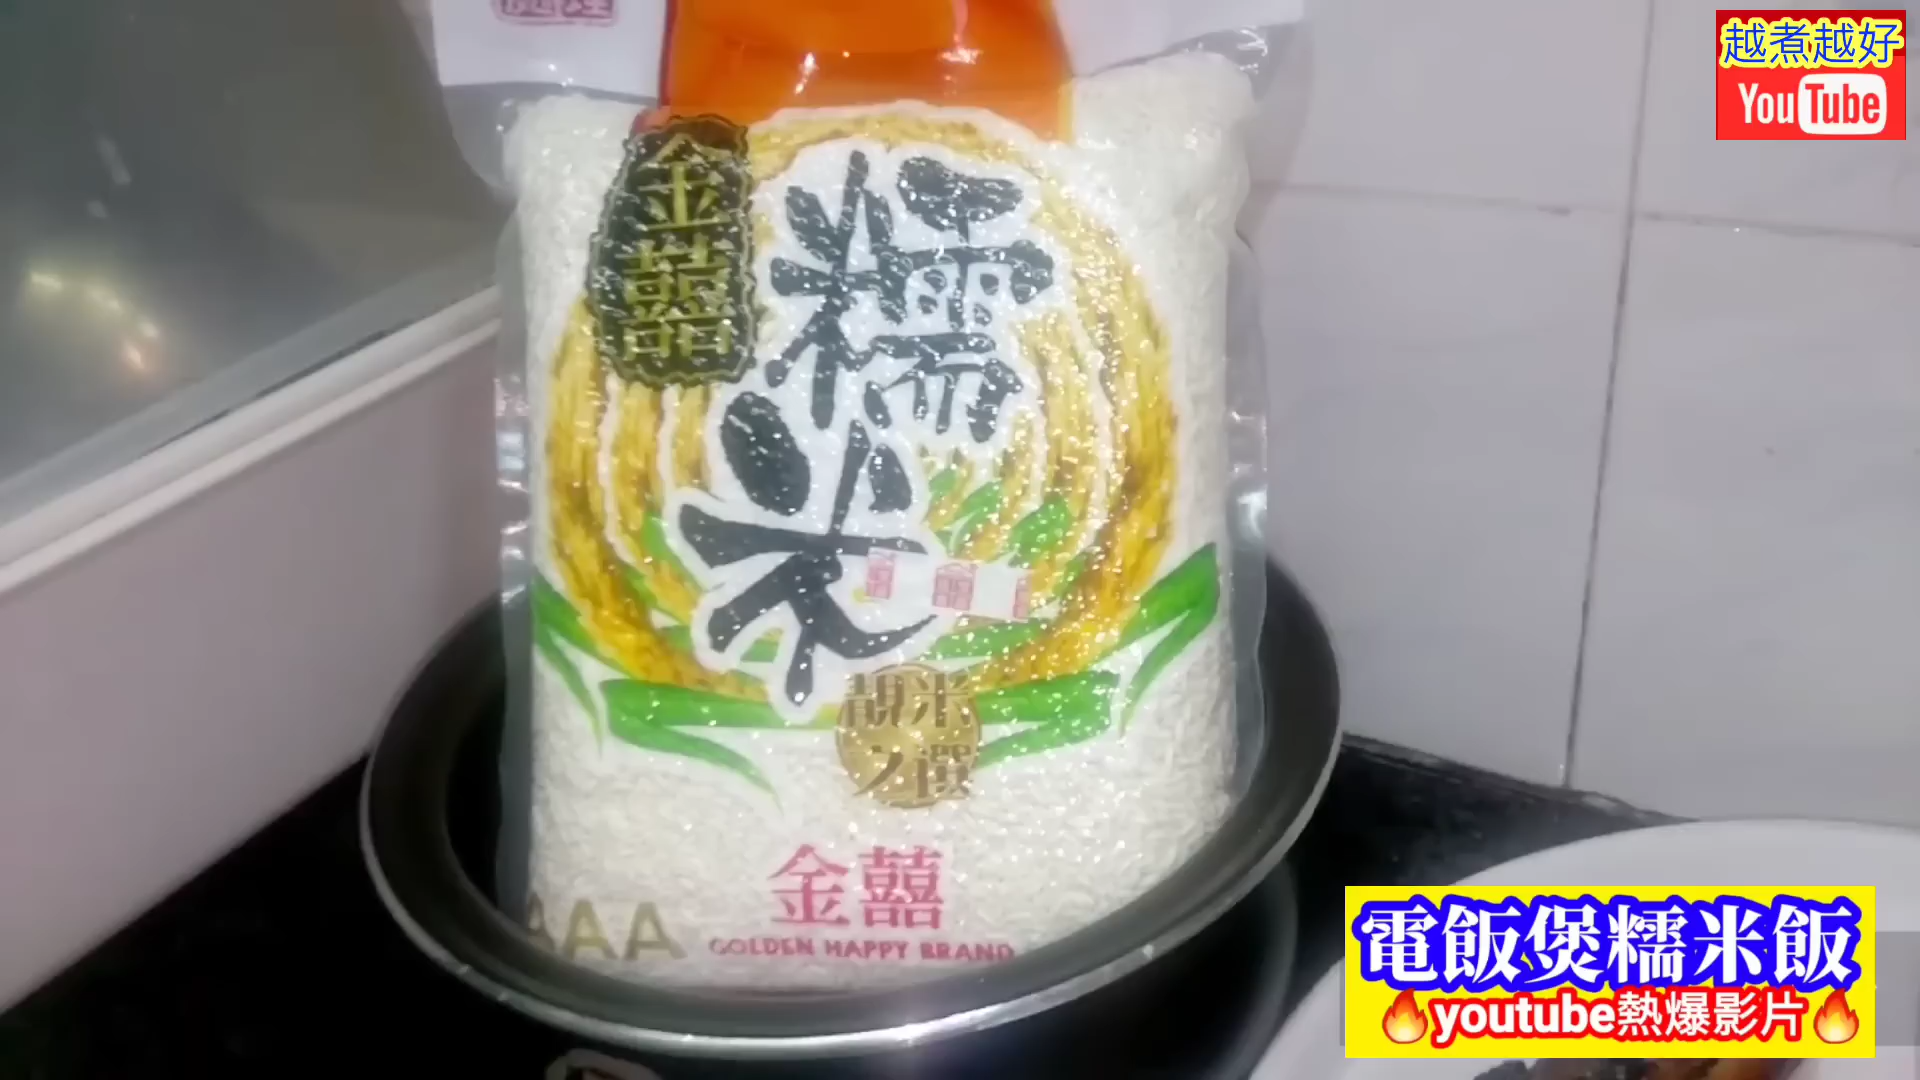 越煮越好
YouTube
金囍
糯米
靚米
之選
金囍
AAA
GOLDEN HAPPY BRAND
電飯煲糯米飯
🔥youtube熱爆影片🔥